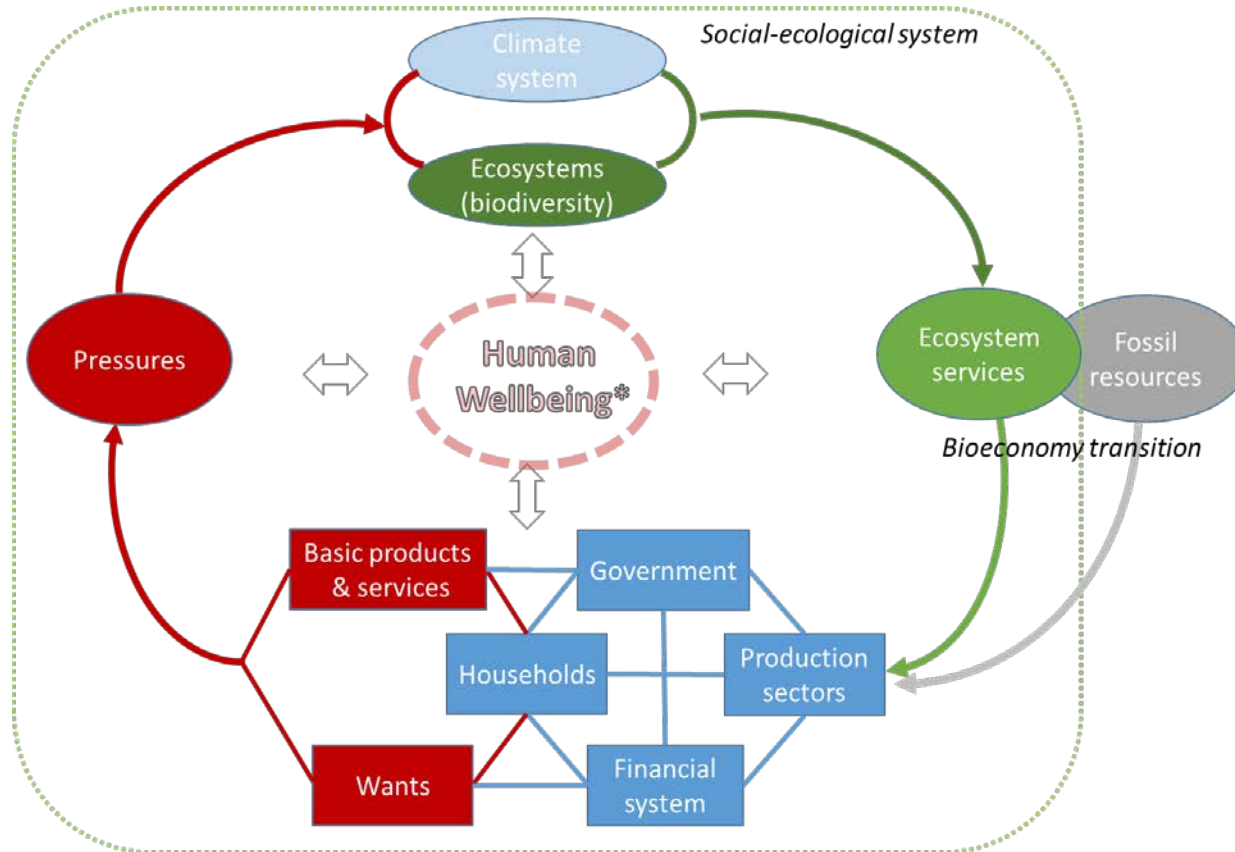 Social-ecological system
Climate
system
Ecosystems
(biodiversity)
Pressures
Human
Wellbeing*
Ecosystem
services
Fossil
resources
Bioeconomy transition
Basic products
& services
Government
Households
Production
sectors
Wants
Financial
system